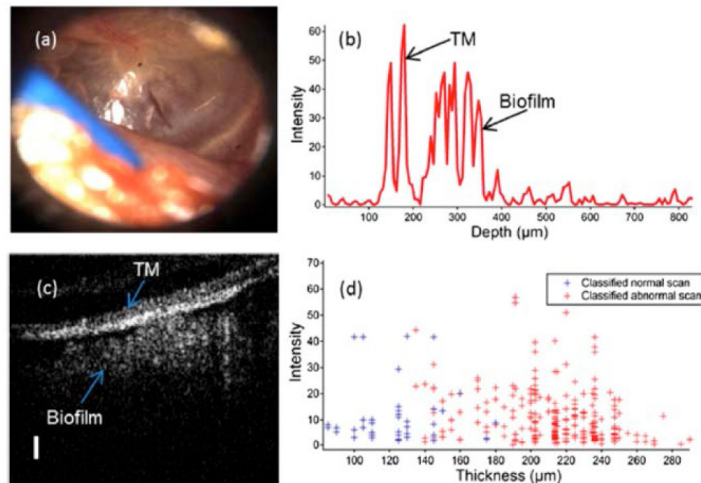 (a)
(b)
60
50
40
30
20
10
0
Intensity
TM
Biofilm
100 200 300 400 500 600 700 800
Depth (µm)
(c)
TM
Biofilm
(d)
Classified normal scan
Classified abnormal scan
80
70
60
50
40
30
20
10
0
Intensity
100 120 140 160 180 200 220 240 260 280
Thickness (µm)